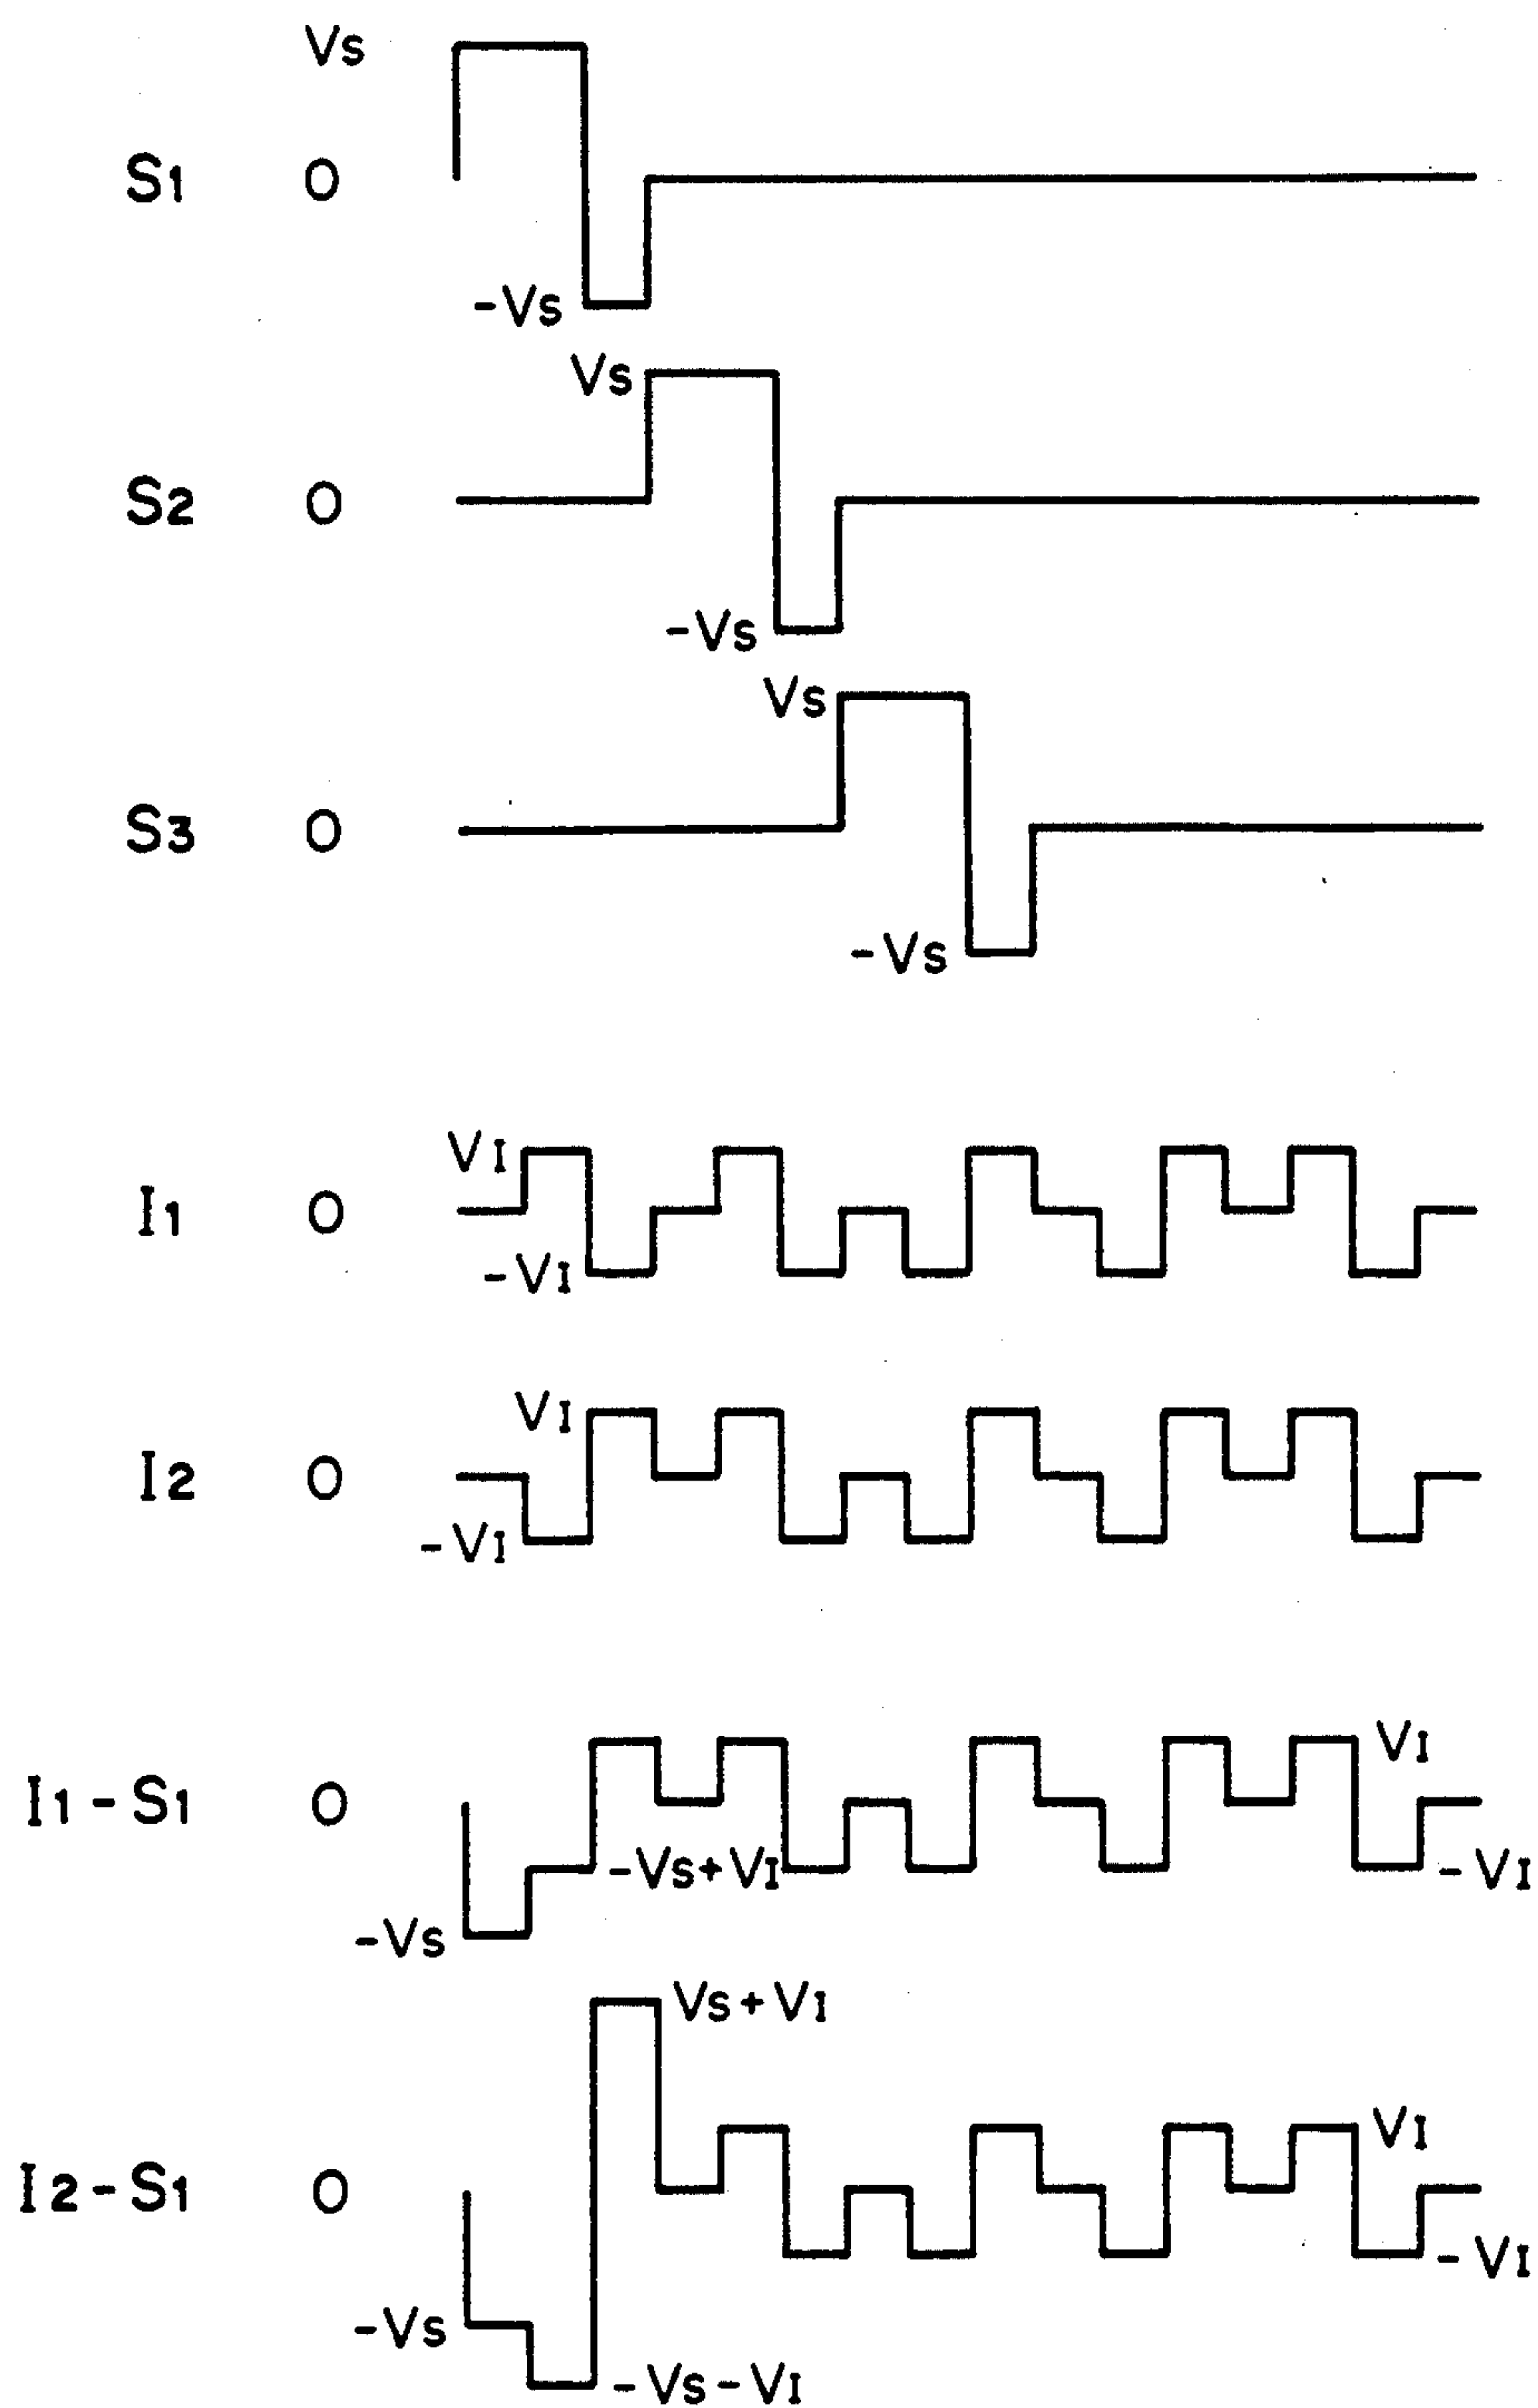 Vs
S1 0
-Vs
Vs
S2 0
-Vs
Vs
S3 0
-Vs
VI
I1 0
-VI
VI
I2 0
-VI
VI
I1-S1 0
-Vs+VI
-VI
-Vs
Vs+VI
VI
I2-S1 0
-VI
-Vs
-Vs-VI